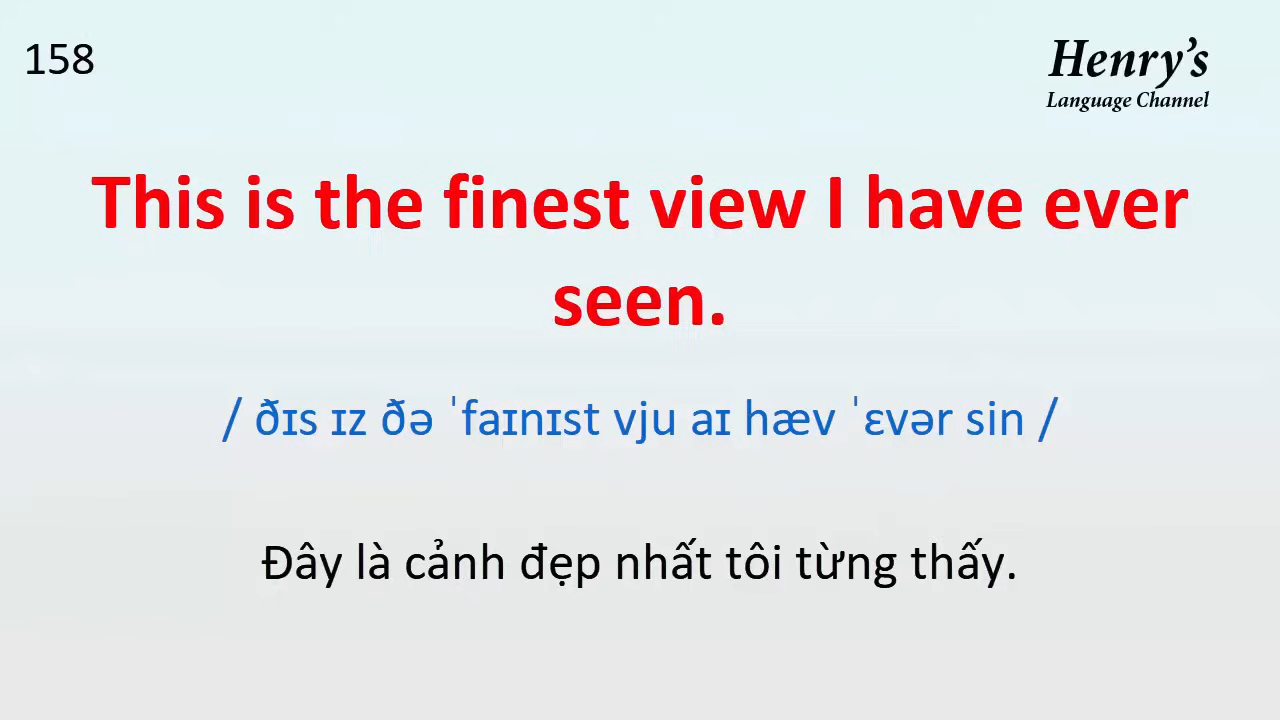 158
Henry's
Language Channel
This is the finest view I have ever
seen.
/ ðɪs ɪz ðə ˈfaɪnɪst vju aɪ hæv ˈɛvər sin /
Đây là cảnh đẹp nhất tôi từng thấy.